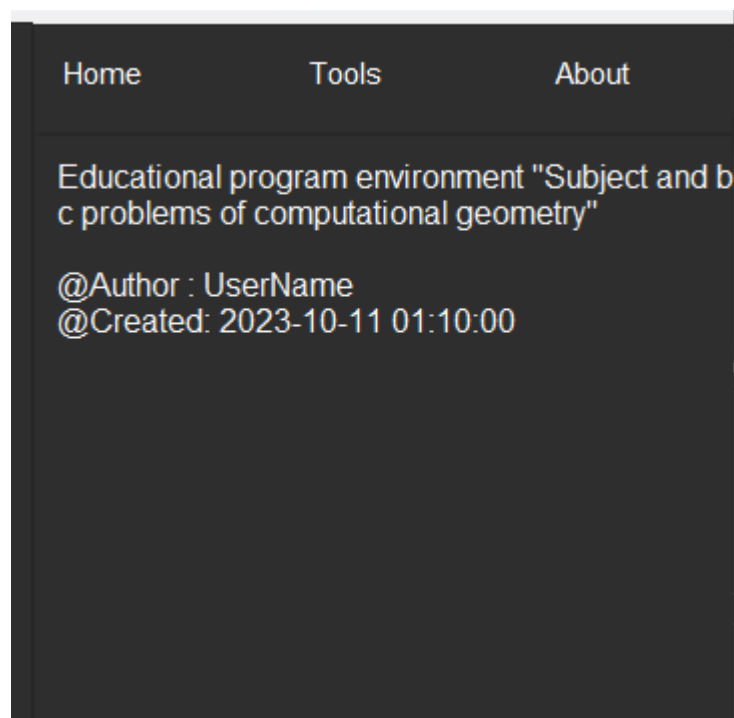 Home Tools About
Educational program environment "Subject and b
c problems of computational geometry"
@Author : UserName
@Created: 2023-10-11 01:10:00